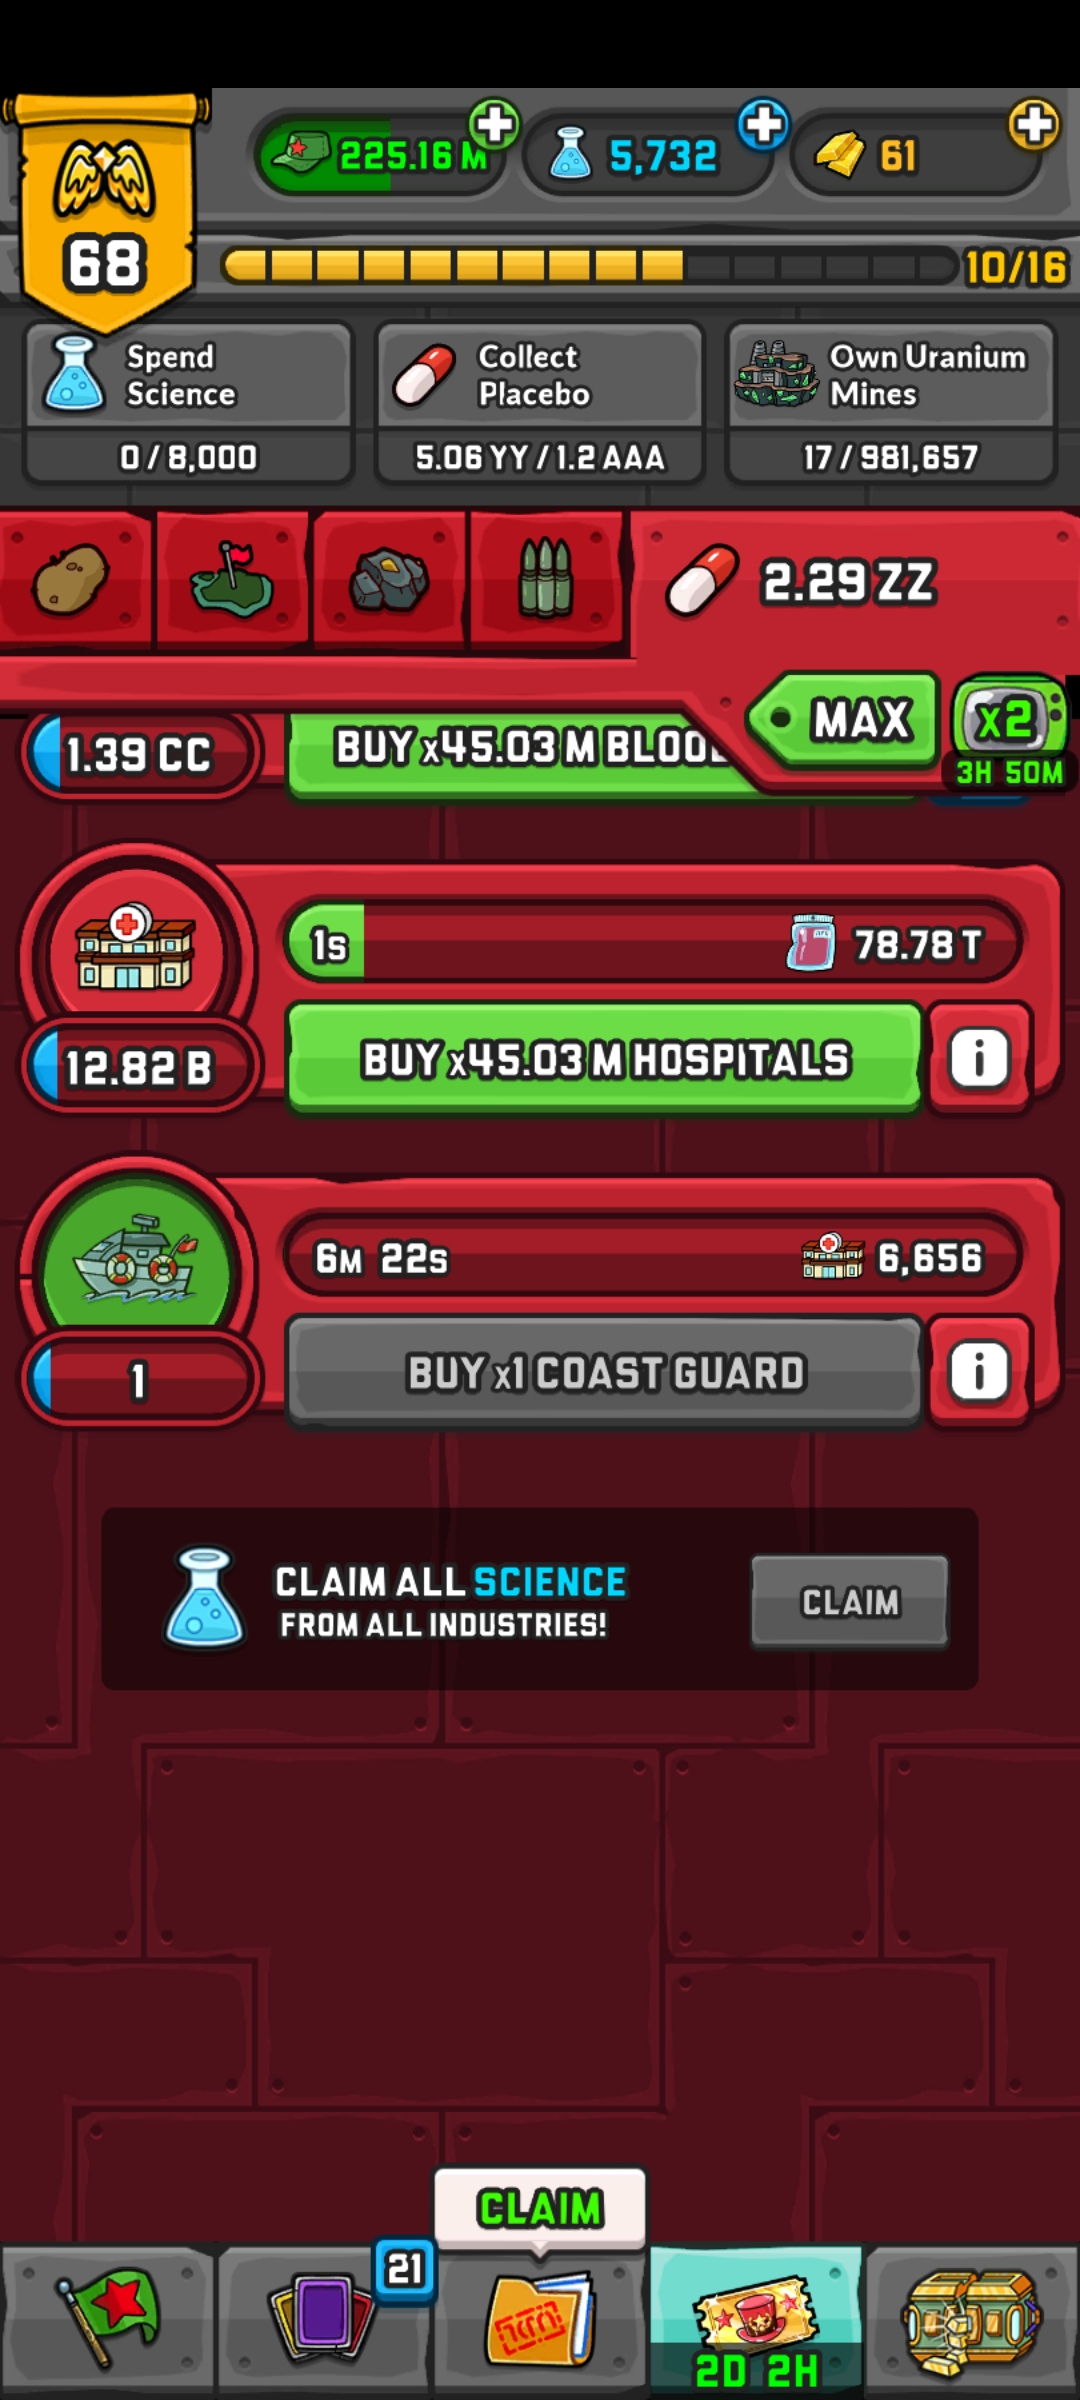 225.16 M
5,732
61
68
10/16
Spend
Science
0 / 8,000
Collect
Placebo
5.06 YY / 1.2 AAA
Own Uranium
Mines
17 / 981,657
2.29 ZZ
MAX
x2
3H 50M
1.39 CC
BUY x45.03 M
1s
78.78 T
12.82 B
BUY x45.03 M HOSPITALS
i
6M 22s
6,656
1
BUY x1 COAST GUARD
i
CLAIM ALL SCIENCE
FROM ALL INDUSTRIES!
CLAIM
CLAIM
21
2D 2H